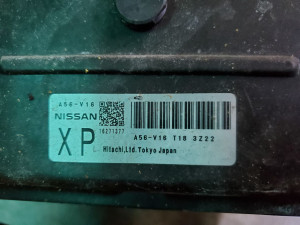 A56-V16
NISSAN
XP
A56-V16 T18 3Z22
Hitachi,Ltd.Tokyo Japan